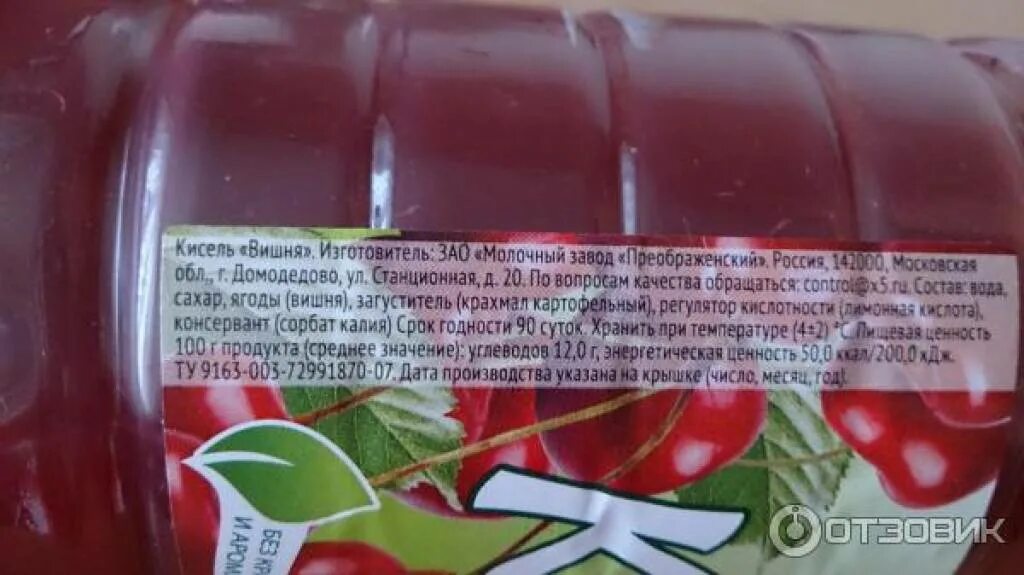 Кисель «Вишня». Изготовитель: ЗАО «Молочный завод «Преображенский». Россия, 142000, Московская
обл., г. Домодедово, ул. Станционная, д. 20. По вопросам качества обращаться: control@x5.ru. Состав: вода,
сахар, ягоды (вишня), загуститель (крахмал картофельный), регулятор кислотности (лимонная кислота),
консервант (сорбат калия) Срок годности 90 суток. Хранить при температуре (4±2) °С. Пищевая ценность
100 г продукта (среднее значение): углеводов 12,0 г, энергетическая ценность 50,0 ккал/200,0 кДж.
ТУ 9163-003-72991870-07. Дата производства указана на крышке (число, месяц, год).
БЕЗ
И
К
ОТЗОВИК